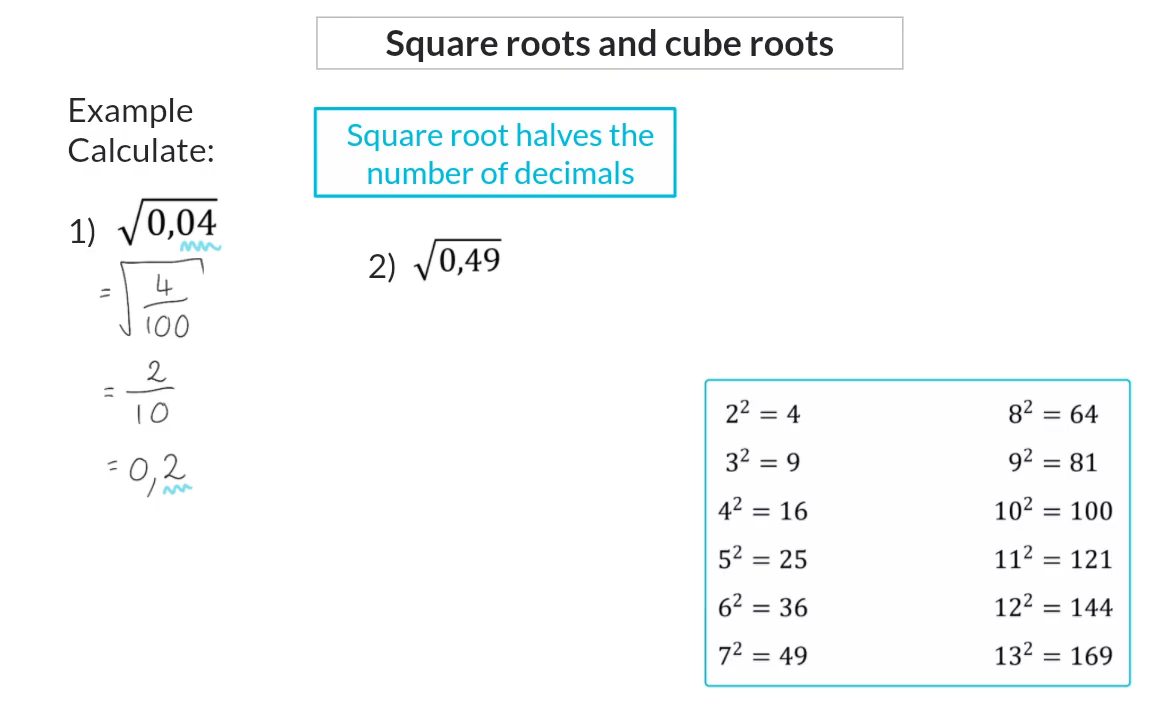 Square roots and cube roots
Example
Calculate:
Square root halves the
number of decimals
1) √0,04
= √(4/100)
= 2/10
= 0,2
2) √0,49
2² = 4
3² = 9
4² = 16
5² = 25
6² = 36
7² = 49
8² = 64
9² = 81
10² = 100
11² = 121
12² = 144
13² = 169